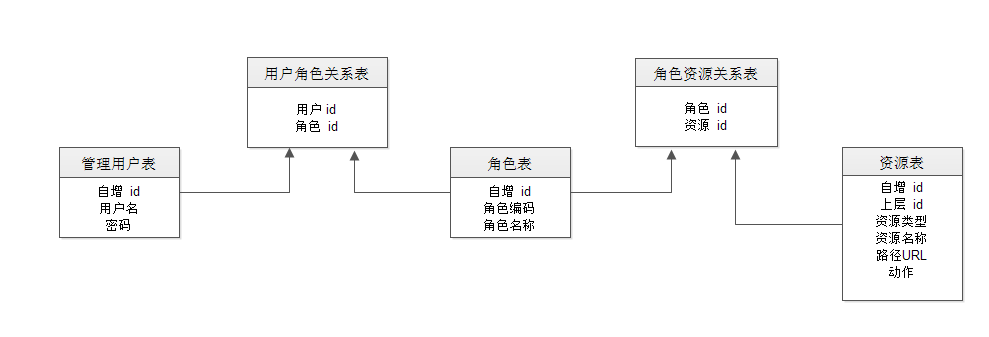 用户角色关系表
用户 id
角色 id
角色资源关系表
角色 id
资源 id
管理用户表
自增 id
用户名
密码
角色表
自增 id
角色编码
角色名称
资源表
自增 id
上层 id
资源类型
资源名称
路径URL
动作